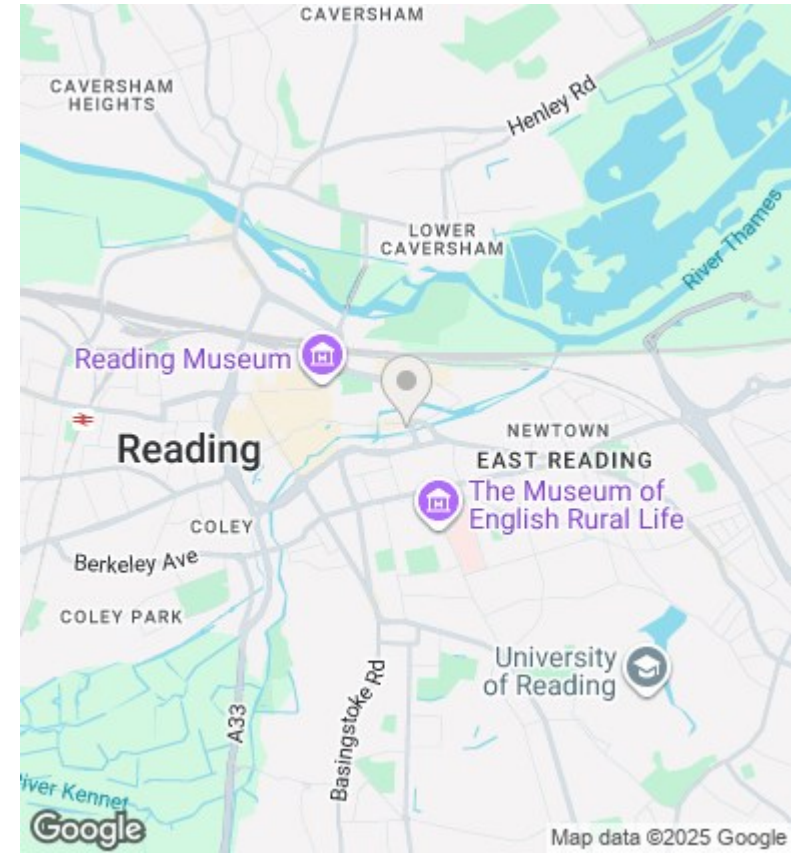 CAVERSHAM
CAVERSHAM
HEIGHTS
Henley Rd
LOWER
CAVERSHAM
River Thames
Reading Museum
Reading
NEWTOWN
EAST READING
The Museum of
English Rural Life
COLEY
Berkeley Ave
COLEY PARK
University
of Reading
A33
Basingstoke Rd
River Kennet
Google
Map data ©2025 Google